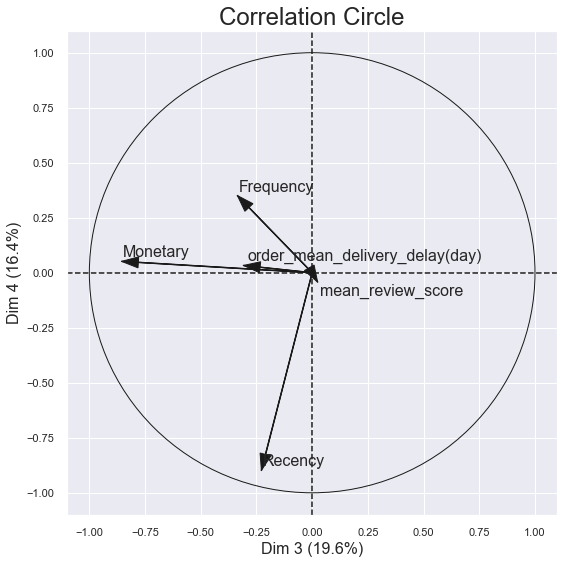 Correlation Circle
1.00
0.75
0.50
Frequency
0.25
Monetary
order_mean_delivery_delay(day)
0.00
mean_review_score
−0.25
−0.50
−0.75
Recency
−1.00
Dim 4 (16.4%)
−1.00 −0.75 −0.50 −0.25 0.00 0.25 0.50 0.75 1.00
Dim 3 (19.6%)